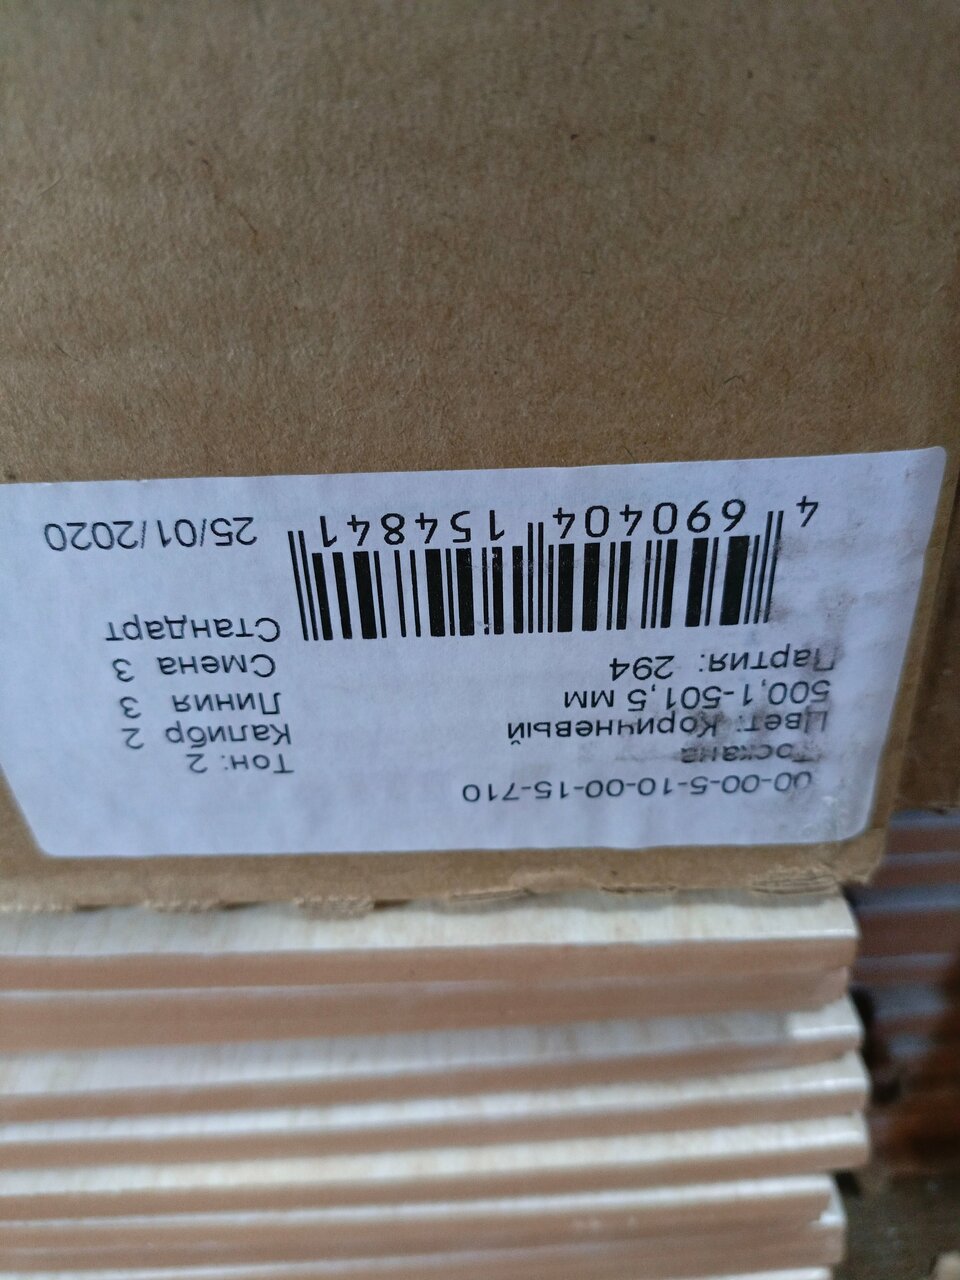 00-00-5-10-00-15-710
Тоскана
Цвет: Коричневый
500,1-501,5 мм
Партия: 294
Тон: 2
Калибр 2
Линия 3
Смена 3
Стандарт
4 690404 154841
25/01/2020